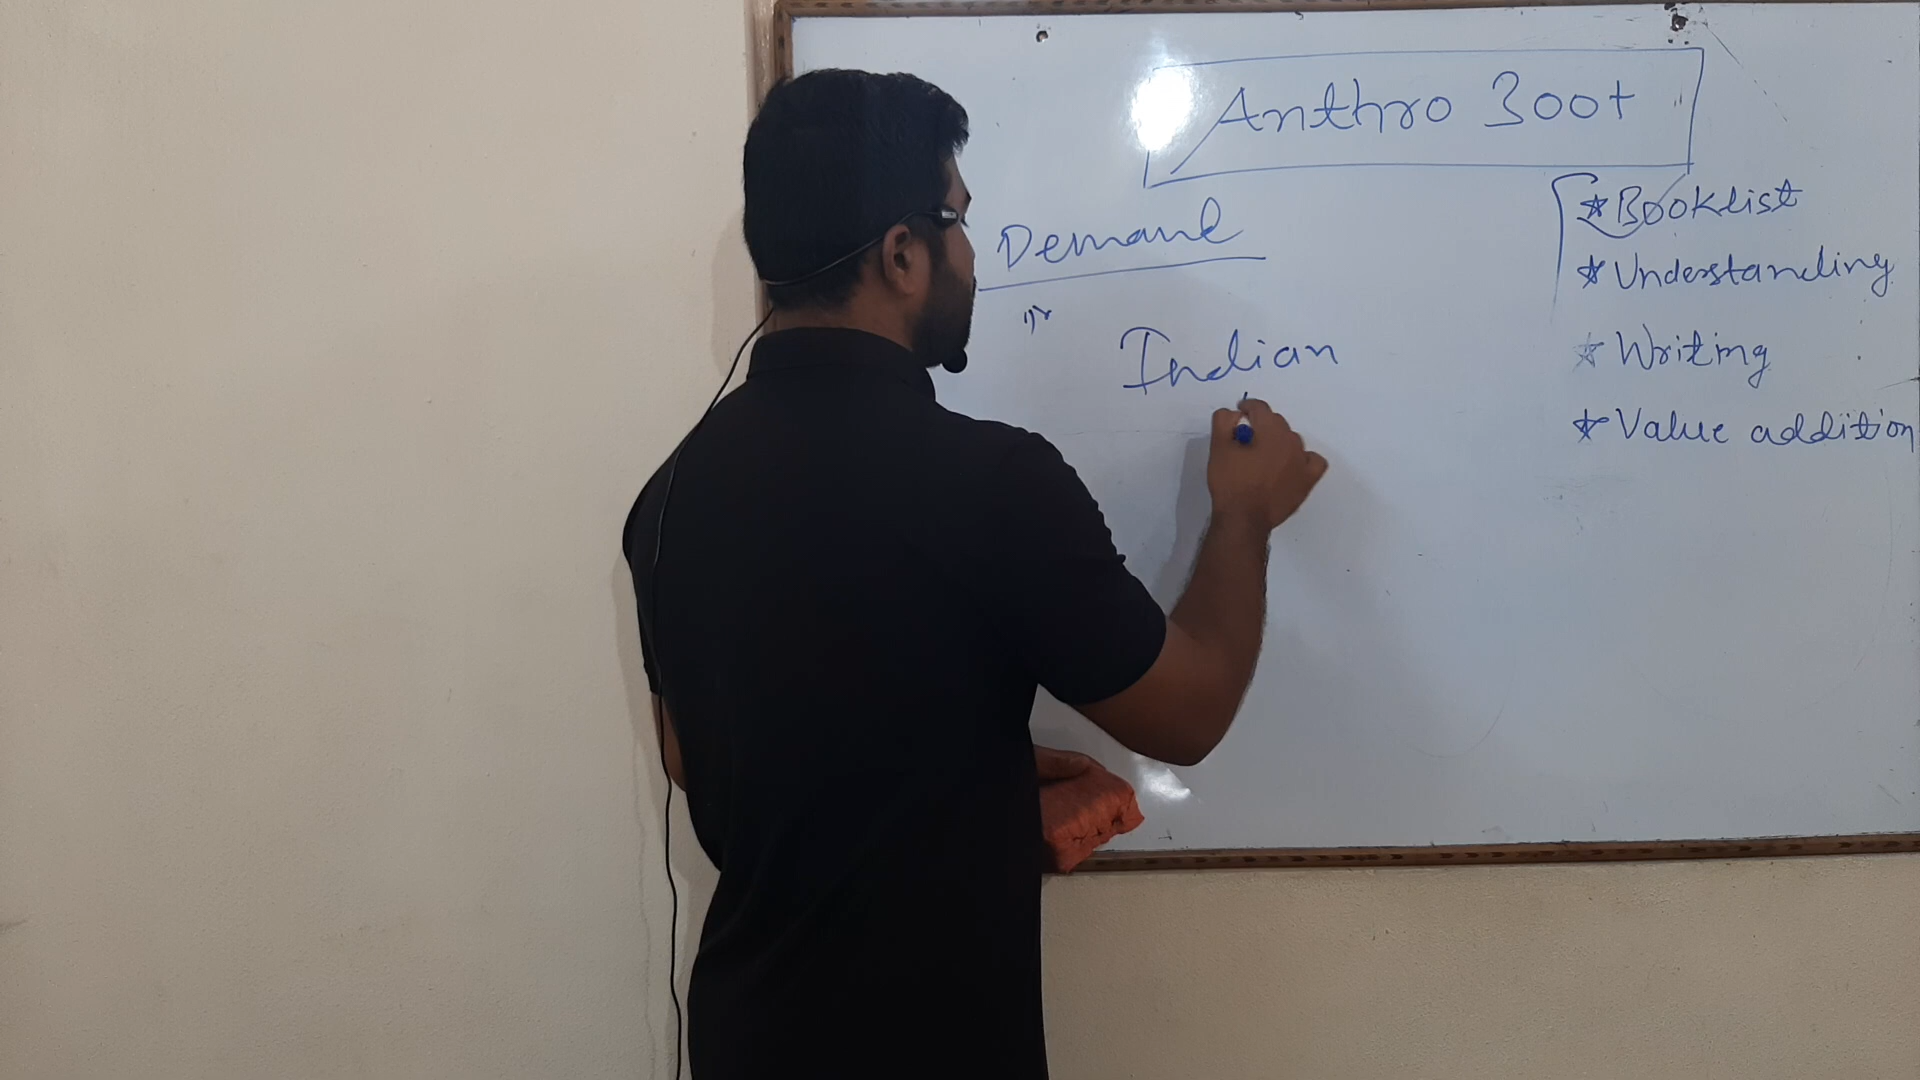 Anthro 300+
Demand
Indian
* Booklist
* Understanding
* Writing
* Value addition